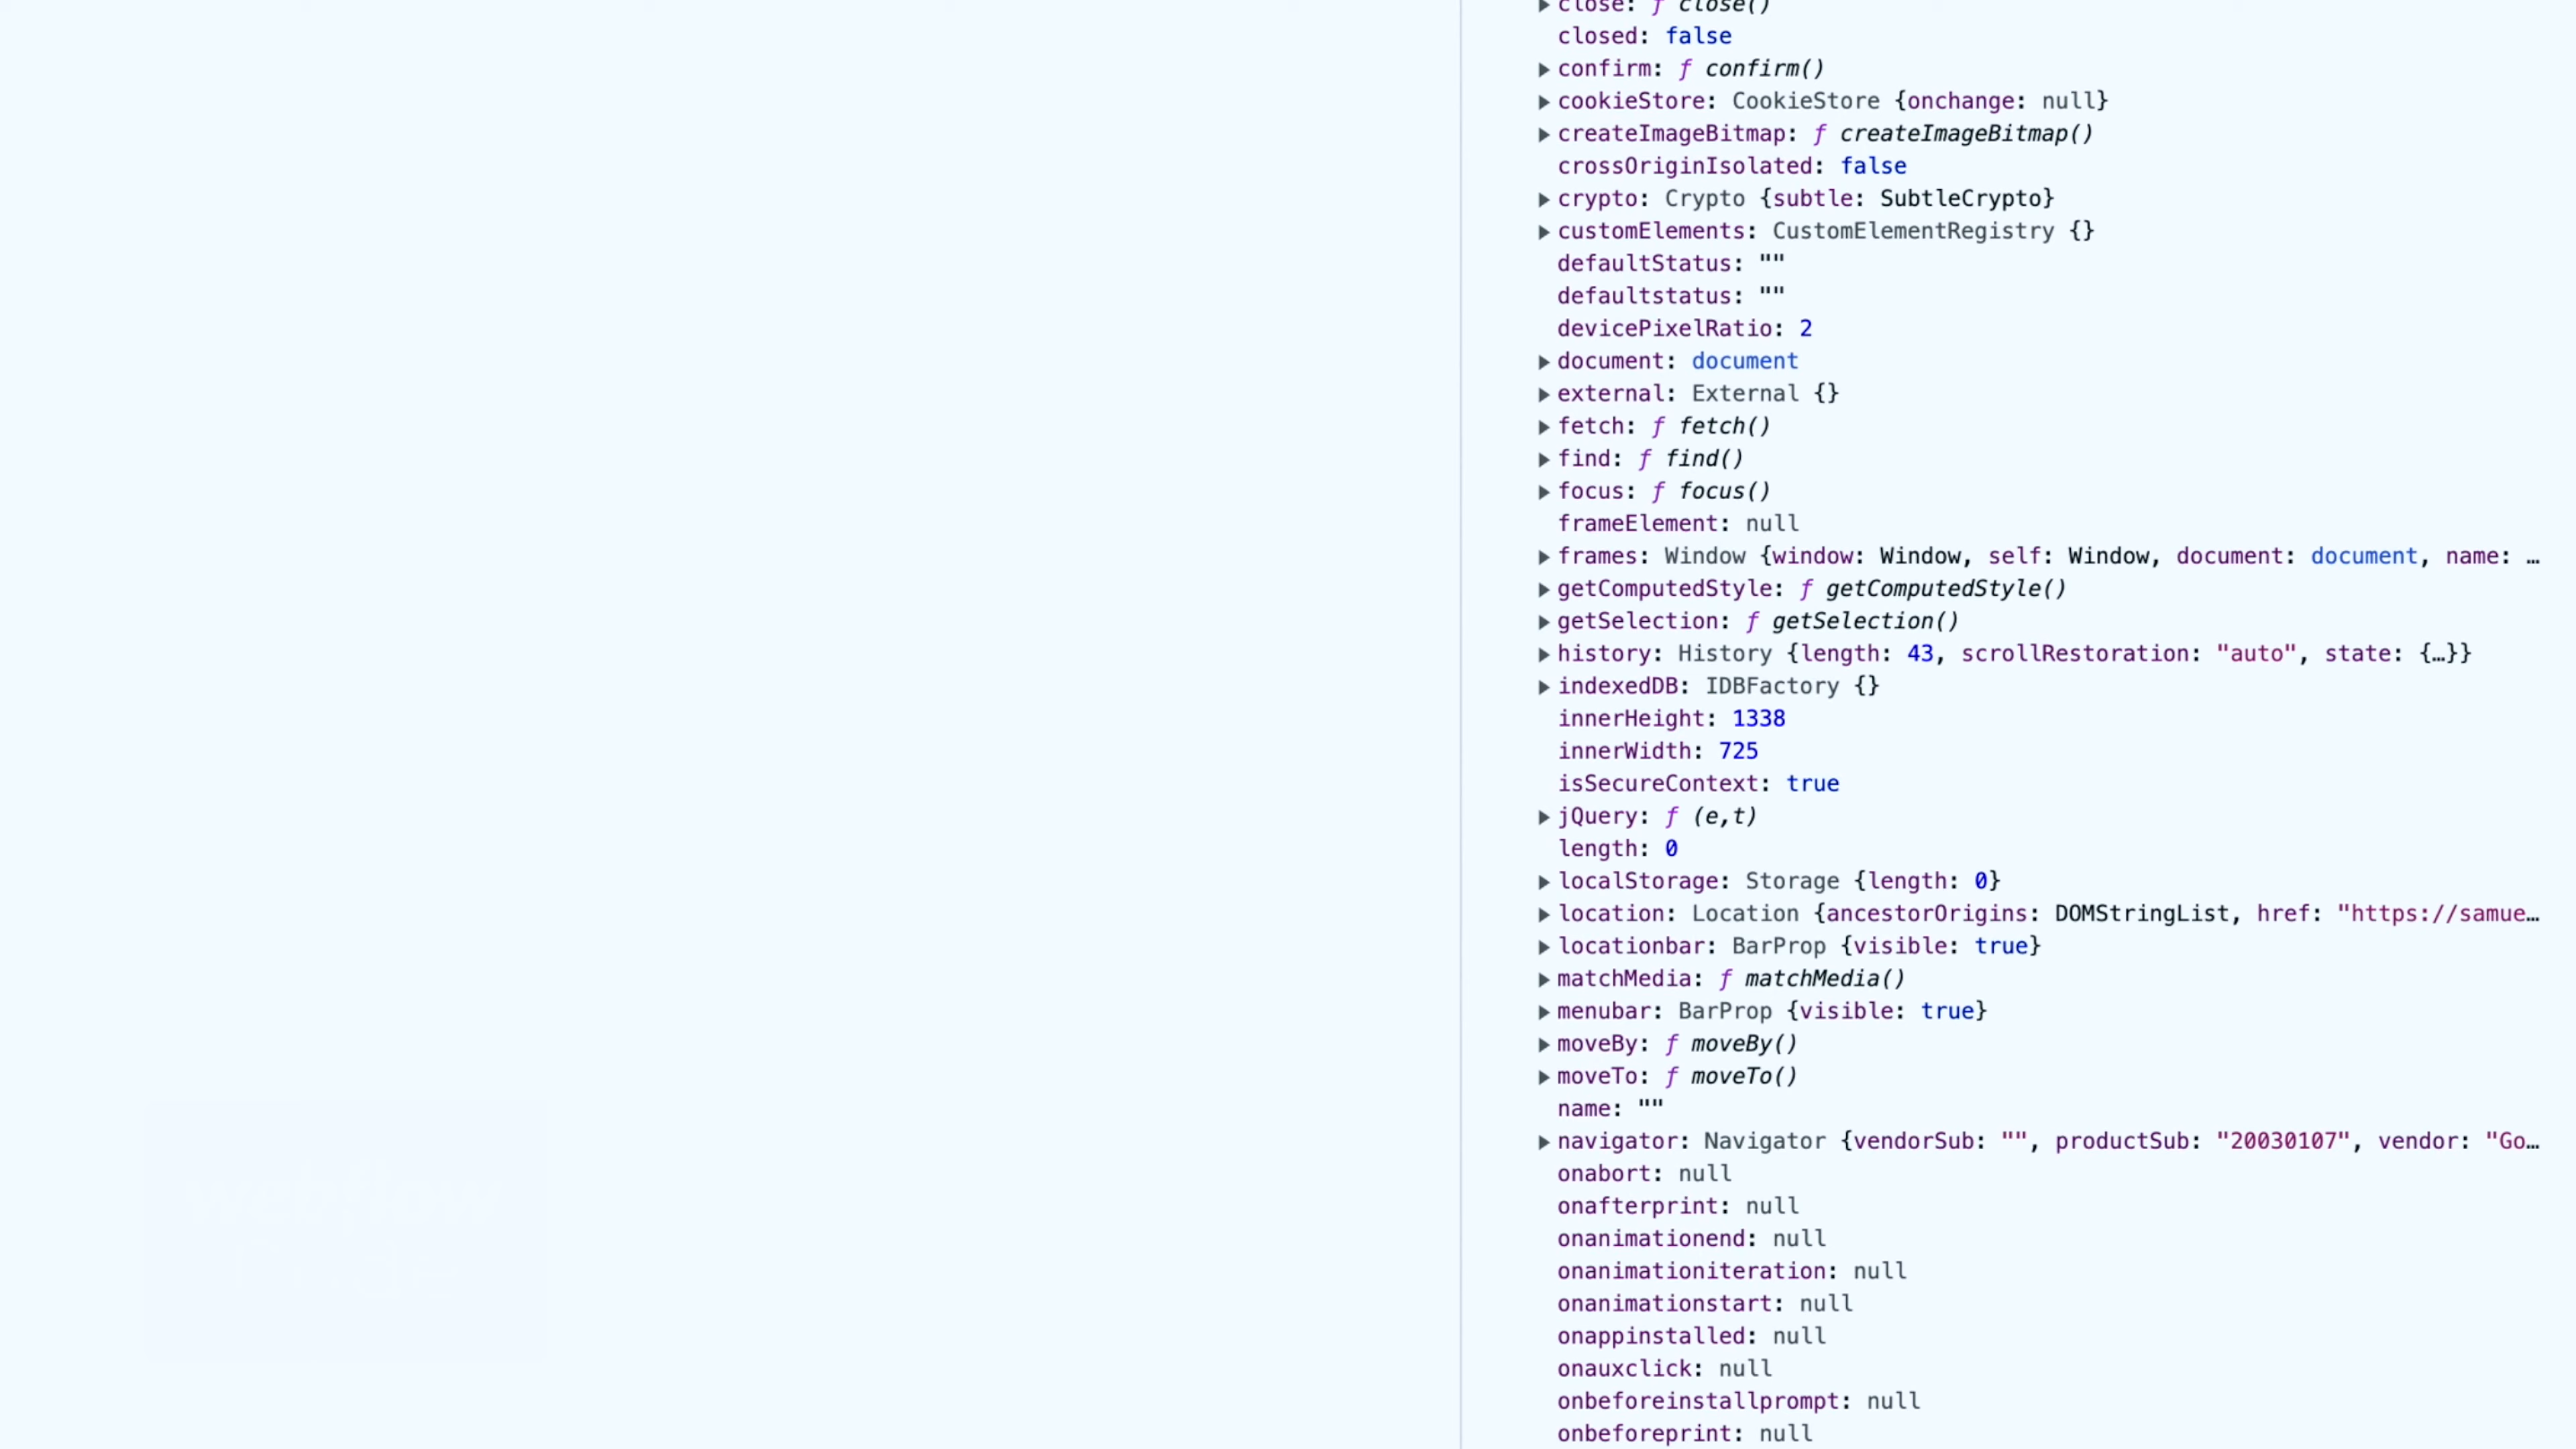 close: ƒ close()
closed: false
confirm: ƒ confirm()
cookieStore: CookieStore {onchange: null}
createImageBitmap: ƒ createImageBitmap()
crossOriginIsolated: false
crypto: Crypto {subtle: SubtleCrypto}
customElements: CustomElementRegistry {}
defaultStatus: ""
defaultstatus: ""
devicePixelRatio: 2
document: document
external: External {}
fetch: ƒ fetch()
find: ƒ find()
focus: ƒ focus()
frameElement: null
frames: Window {window: Window, self: Window, document: document, name: …
getComputedStyle: ƒ getComputedStyle()
getSelection: ƒ getSelection()
history: History {length: 43, scrollRestoration: "auto", state: {…}}
indexedDB: IDBFactory {}
innerHeight: 1338
innerWidth: 725
isSecureContext: true
jQuery: ƒ (e,t)
length: 0
localStorage: Storage {length: 0}
location: Location {ancestorOrigins: DOMStringList, href: "https://samue…
locationbar: BarProp {visible: true}
matchMedia: ƒ matchMedia()
menubar: BarProp {visible: true}
moveBy: ƒ moveBy()
moveTo: ƒ moveTo()
name: ""
navigator: Navigator {vendorSub: "", productSub: "20030107", vendor: "Go…
onabort: null
onafterprint: null
onanimationend: null
onanimationiteration: null
onanimationstart: null
onappinstalled: null
onauxclick: null
onbeforeinstallprompt: null
onbeforeprint: null